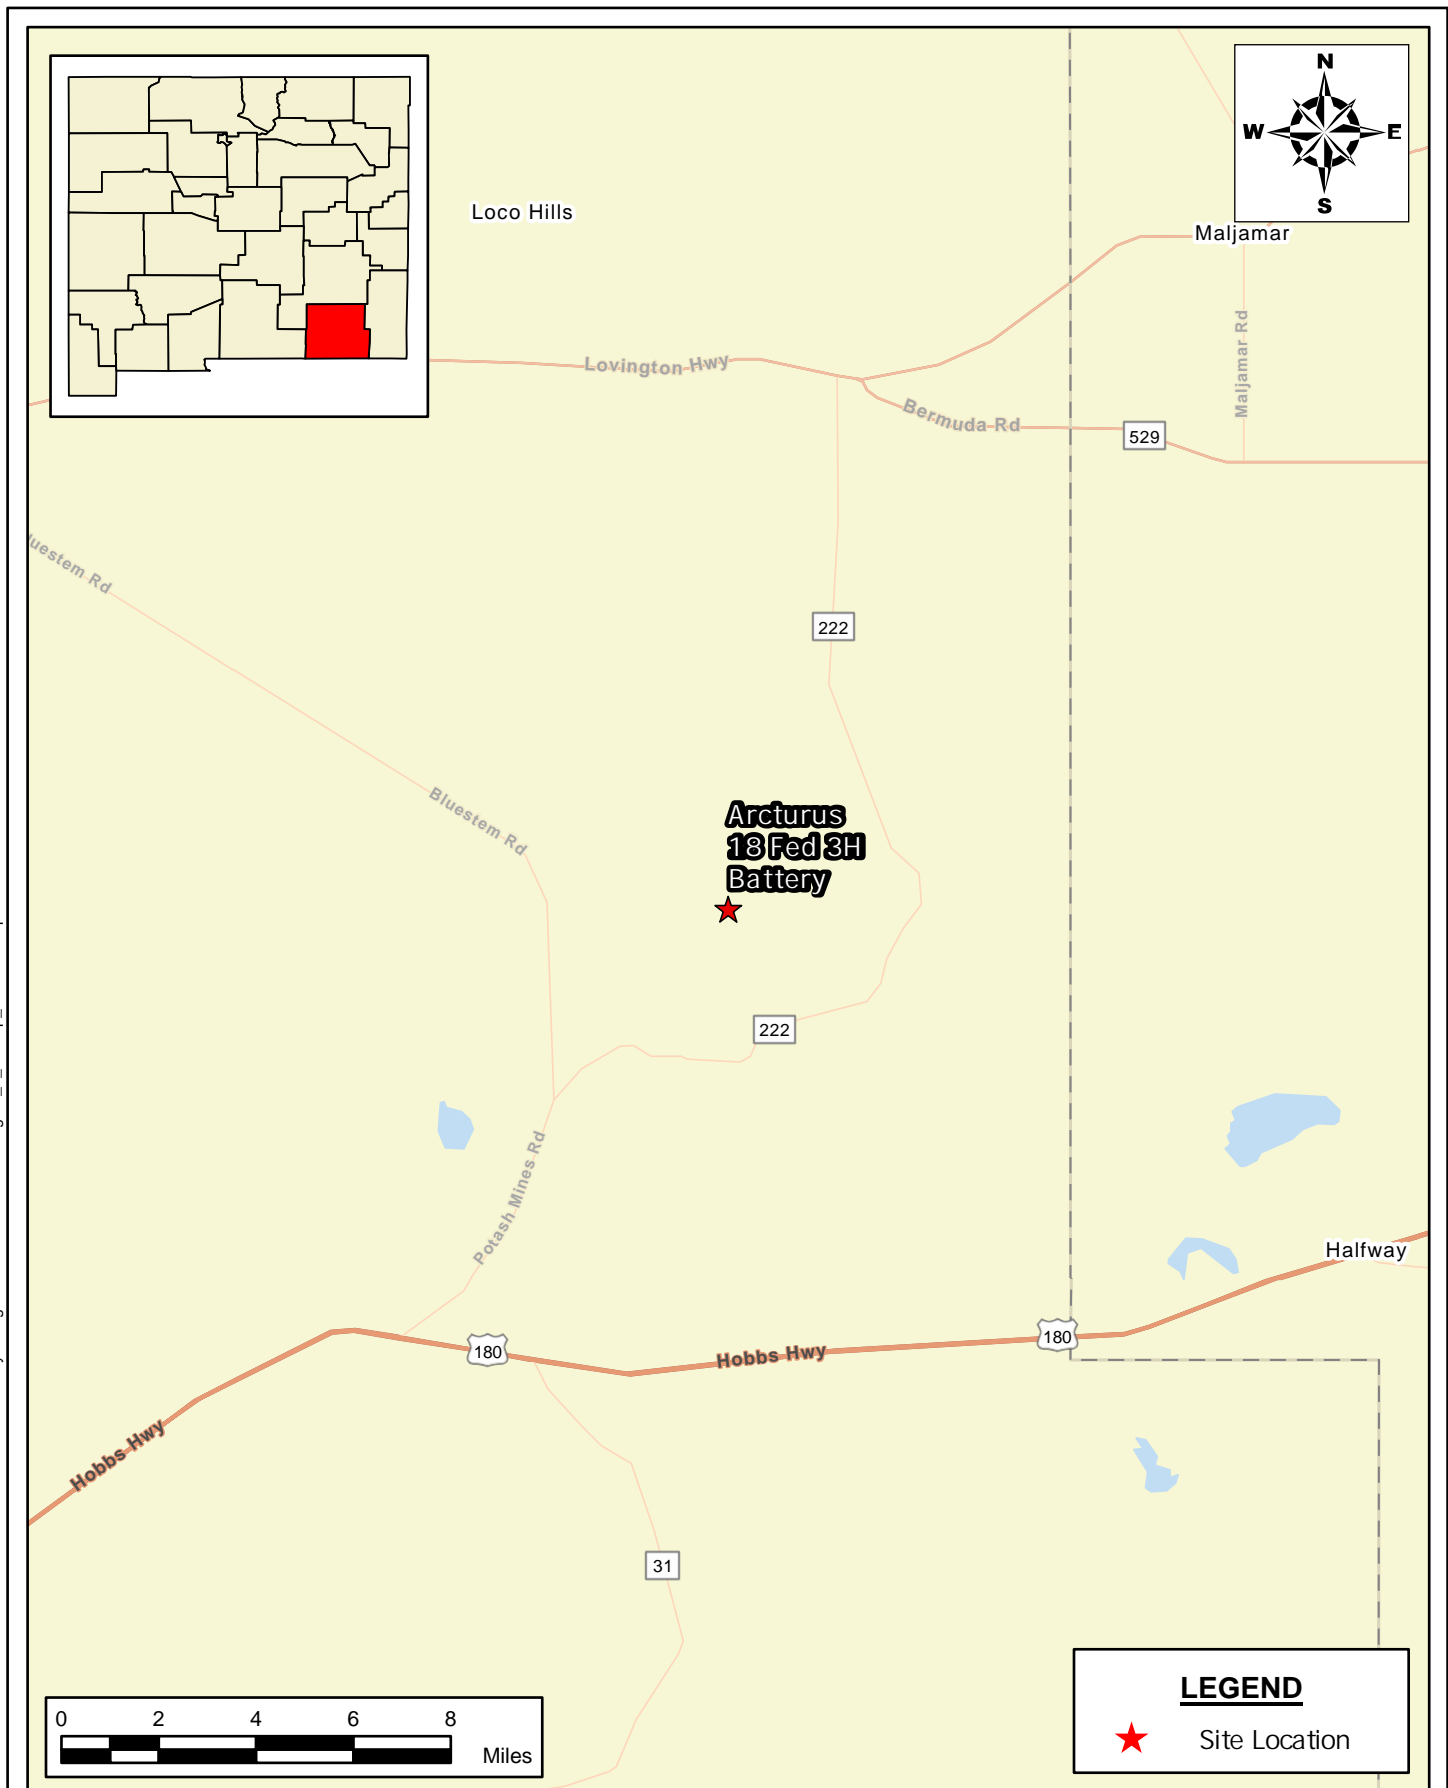 N
W
E
S
Loco Hills
Maljamar
Maljamar Rd
Lovington Hwy
Bermuda Rd
529
uestem Rd
222
Bluestem Rd
Arcturus
18 Fed 3H
Battery
222
Potash Mines Rd
Halfway
180
Hobbs Hwy
180
Hobbs Hwy
31
0 2 4 6 8
Miles
LEGEND
Site Location